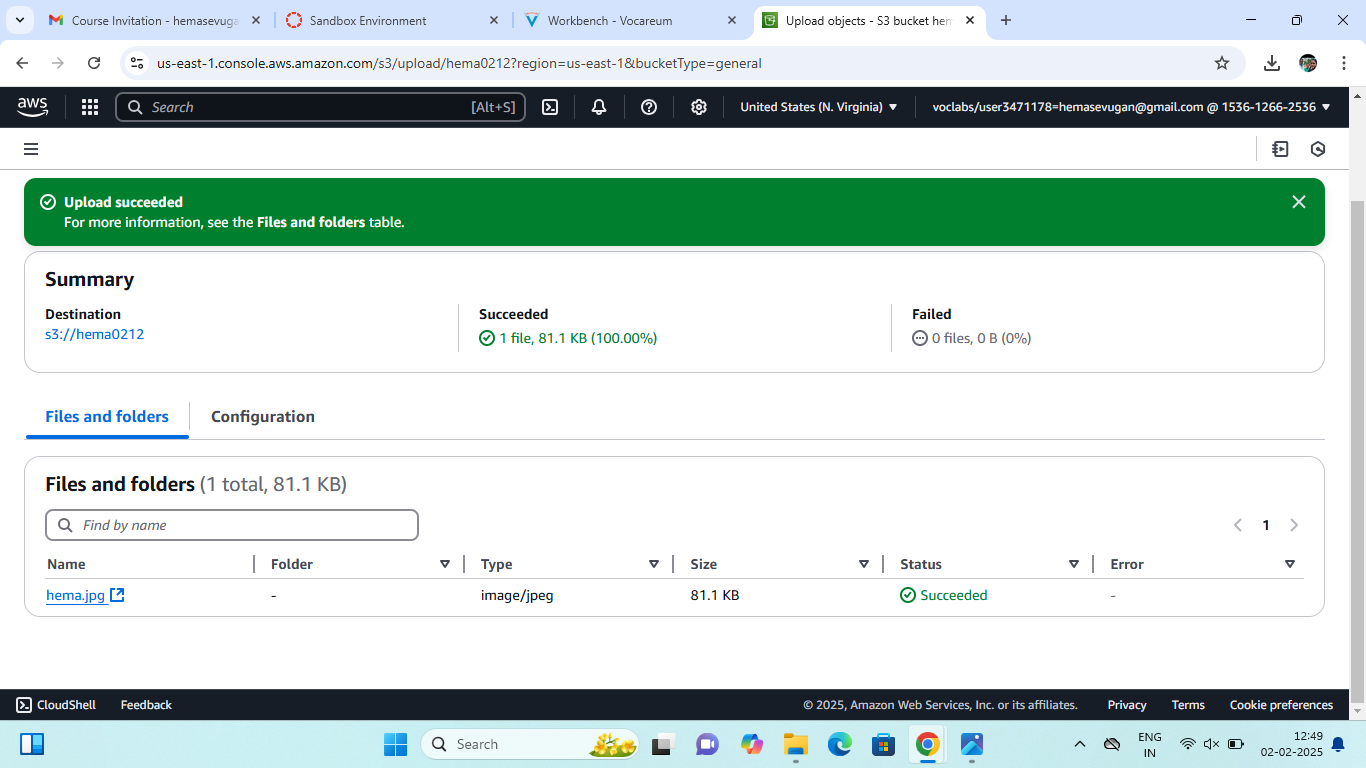 Course Invitation - hemasevuga
Sandbox Environment
Workbench - Vocareum
Upload objects - S3 bucket hem
us-east-1.console.aws.amazon.com/s3/upload/hema0212?region=us-east-1&bucketType=general
aws
Search [Alt+S]
United States (N. Virginia)
voclabs/user3471178=hemasevugan@gmail.com @ 1536-1266-2536
Upload succeeded
For more information, see the Files and folders table.
Summary
Destination
s3://hema0212
Succeeded
1 file, 81.1 KB (100.00%)
Failed
0 files, 0 B (0%)
Files and folders
Configuration
Files and folders (1 total, 81.1 KB)
Find by name
1
Name Folder Type Size Status Error
hema.jpg - image/jpeg 81.1 KB Succeeded -
CloudShell Feedback © 2025, Amazon Web Services, Inc. or its affiliates. Privacy Terms Cookie preferences
Search
ENG
IN
12:49
02-02-2025